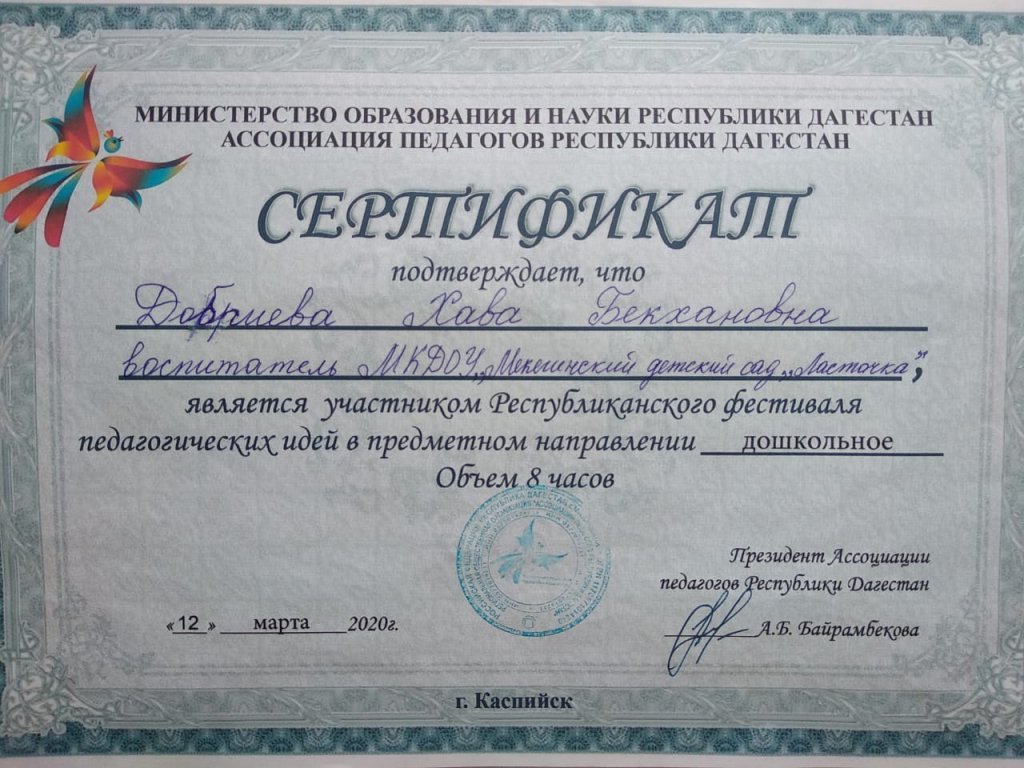 МИНИСТЕРСТВО ОБРАЗОВАНИЯ И НАУКИ РЕСПУБЛИКИ ДАГЕСТАН
АССОЦИАЦИЯ ПЕДАГОГОВ РЕСПУБЛИКИ ДАГЕСТАН
СЕРТИФИКАТ
подтверждает, что
Добриева Хава Бекхановна
воспитатель МКДОУ „Мекегинский детский сад „Ласточка";
является участником Республиканского фестиваля
педагогических идей в предметном направлении дошкольное
Объем 8 часов
Президент Ассоциации
педагогов Республики Дагестан
«12» марта 2020г.
А.Б. Байрамбекова
г. Каспийск